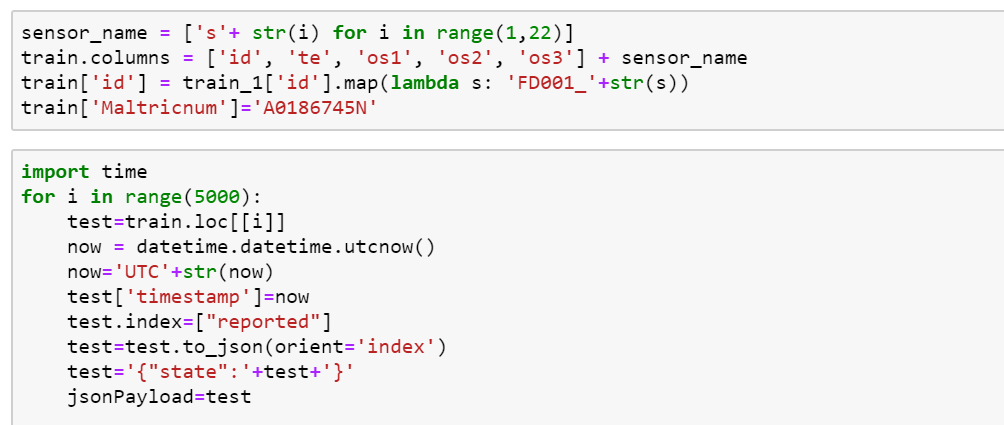 sensor_name = ['s'+ str(i) for i in range(1,22)]
train.columns = ['id', 'te', 'os1', 'os2', 'os3'] + sensor_name
train['id'] = train_1['id'].map(lambda s: 'FD001_'+str(s))
train['Maltricnum']='A0186745N'
import time
for i in range(5000):
    test=train.loc[[i]]
    now = datetime.datetime.utcnow()
    now='UTC'+str(now)
    test['timestamp']=now
    test.index=["reported"]
    test=test.to_json(orient='index')
    test='{"state":'+test+'}'
    jsonPayload=test